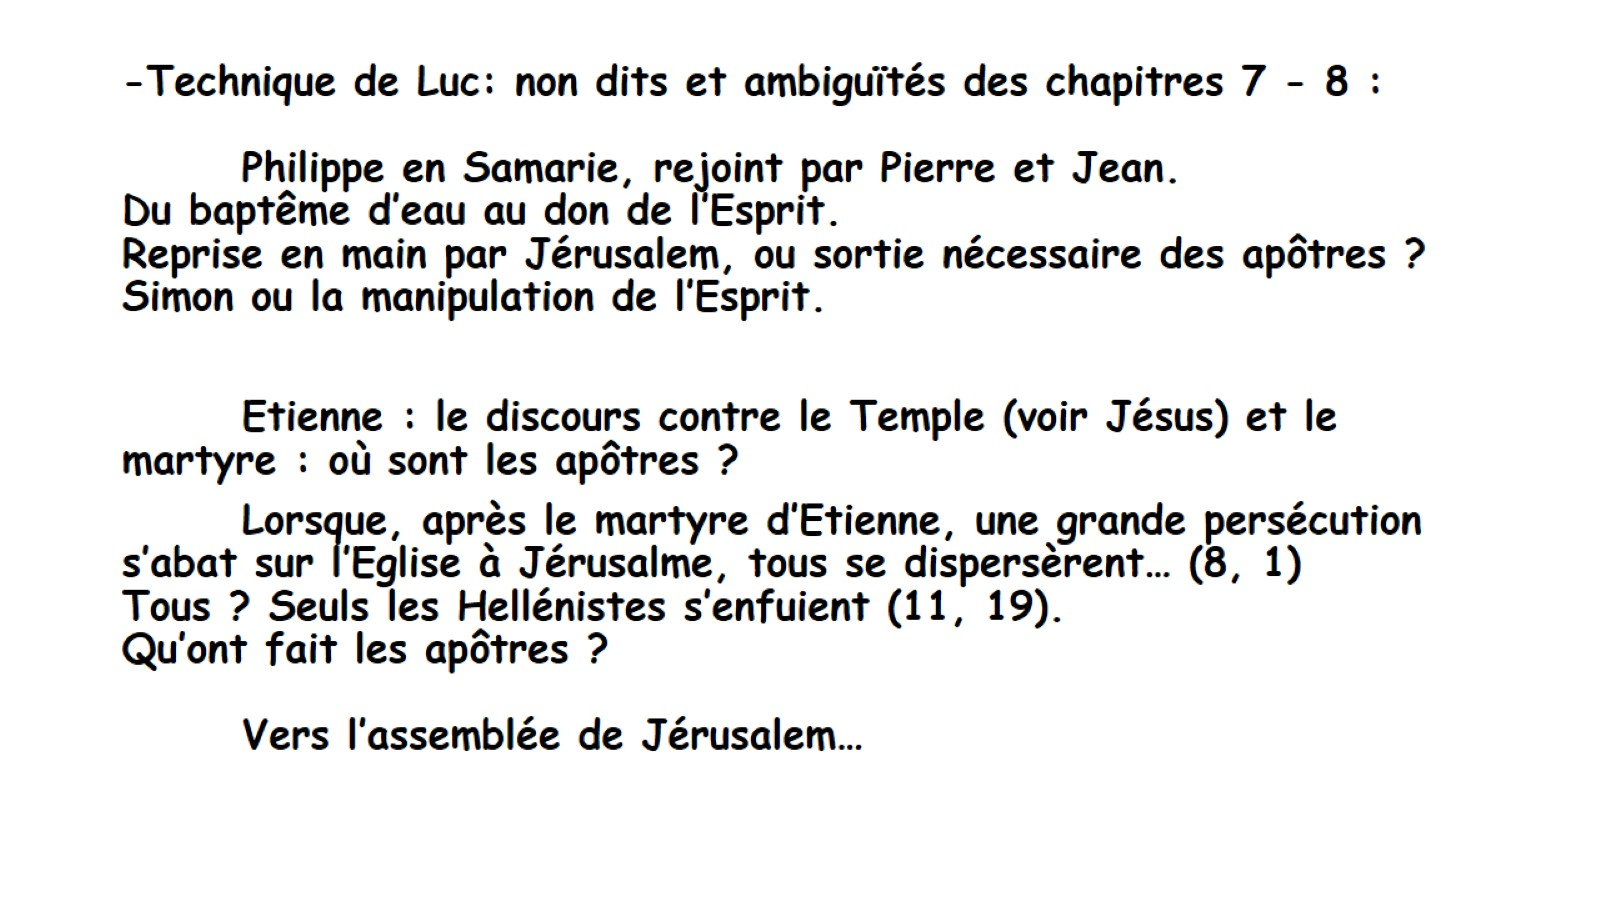 -Technique de Luc: non dits et ambiguïtés des chapitres 7 - 8 :
Philippe en Samarie, rejoint par Pierre et Jean.
Du baptême d'eau au don de l'Esprit.
Reprise en main par Jérusalem, ou sortie nécessaire des apôtres ?
Simon ou la manipulation de l'Esprit.
Etienne : le discours contre le Temple (voir Jésus) et le
martyre : où sont les apôtres ?
Lorsque, après le martyre d'Etienne, une grande persécution
s'abat sur l'Eglise à Jérusalme, tous se dispersèrent… (8, 1)
Tous ? Seuls les Hellénistes s'enfuient (11, 19).
Qu'ont fait les apôtres ?
Vers l'assemblée de Jérusalem…